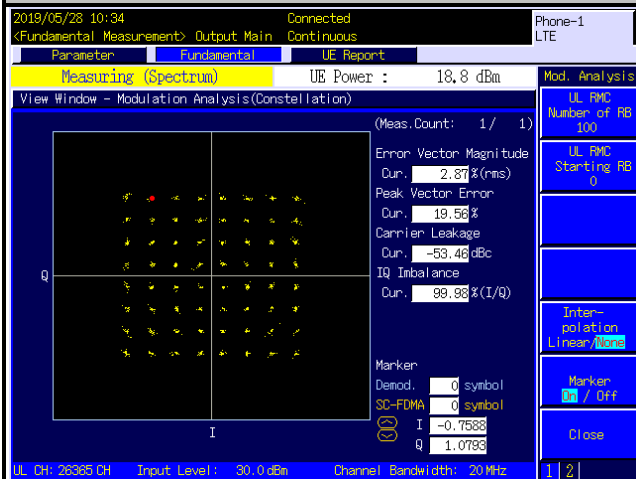 2019/05/28 10:34 Connected Phone-1
<Fundamental Measurement> Output Main Continuous LTE
Parameter Fundamental UE Report
Measuring (Spectrum) UE Power : 18.8 dBm Mod. Analysis
View Window - Modulation Analysis(Constellation)
UL RMC
Number of RB
100
(Meas.Count: 1/ 1)
Error Vector Magnitude
Cur. 2.87 %(rms)
Peak Vector Error
Cur. 19.56 %
Carrier Leakage
Cur. -53.46 dBc
IQ Imbalance
Cur. 99.98 %(I/Q)
UL RMC
Starting RB
0
Q
Inter-
polation
Linear/None
Marker
Demod. 0 symbol
SC-FDMA 0 symbol
I -0.7588
Q 1.0793
Marker
On / Off
I
Close
UL CH: 26365 CH Input Level: 30.0 dBm Channel Bandwidth: 20 MHz 1 2